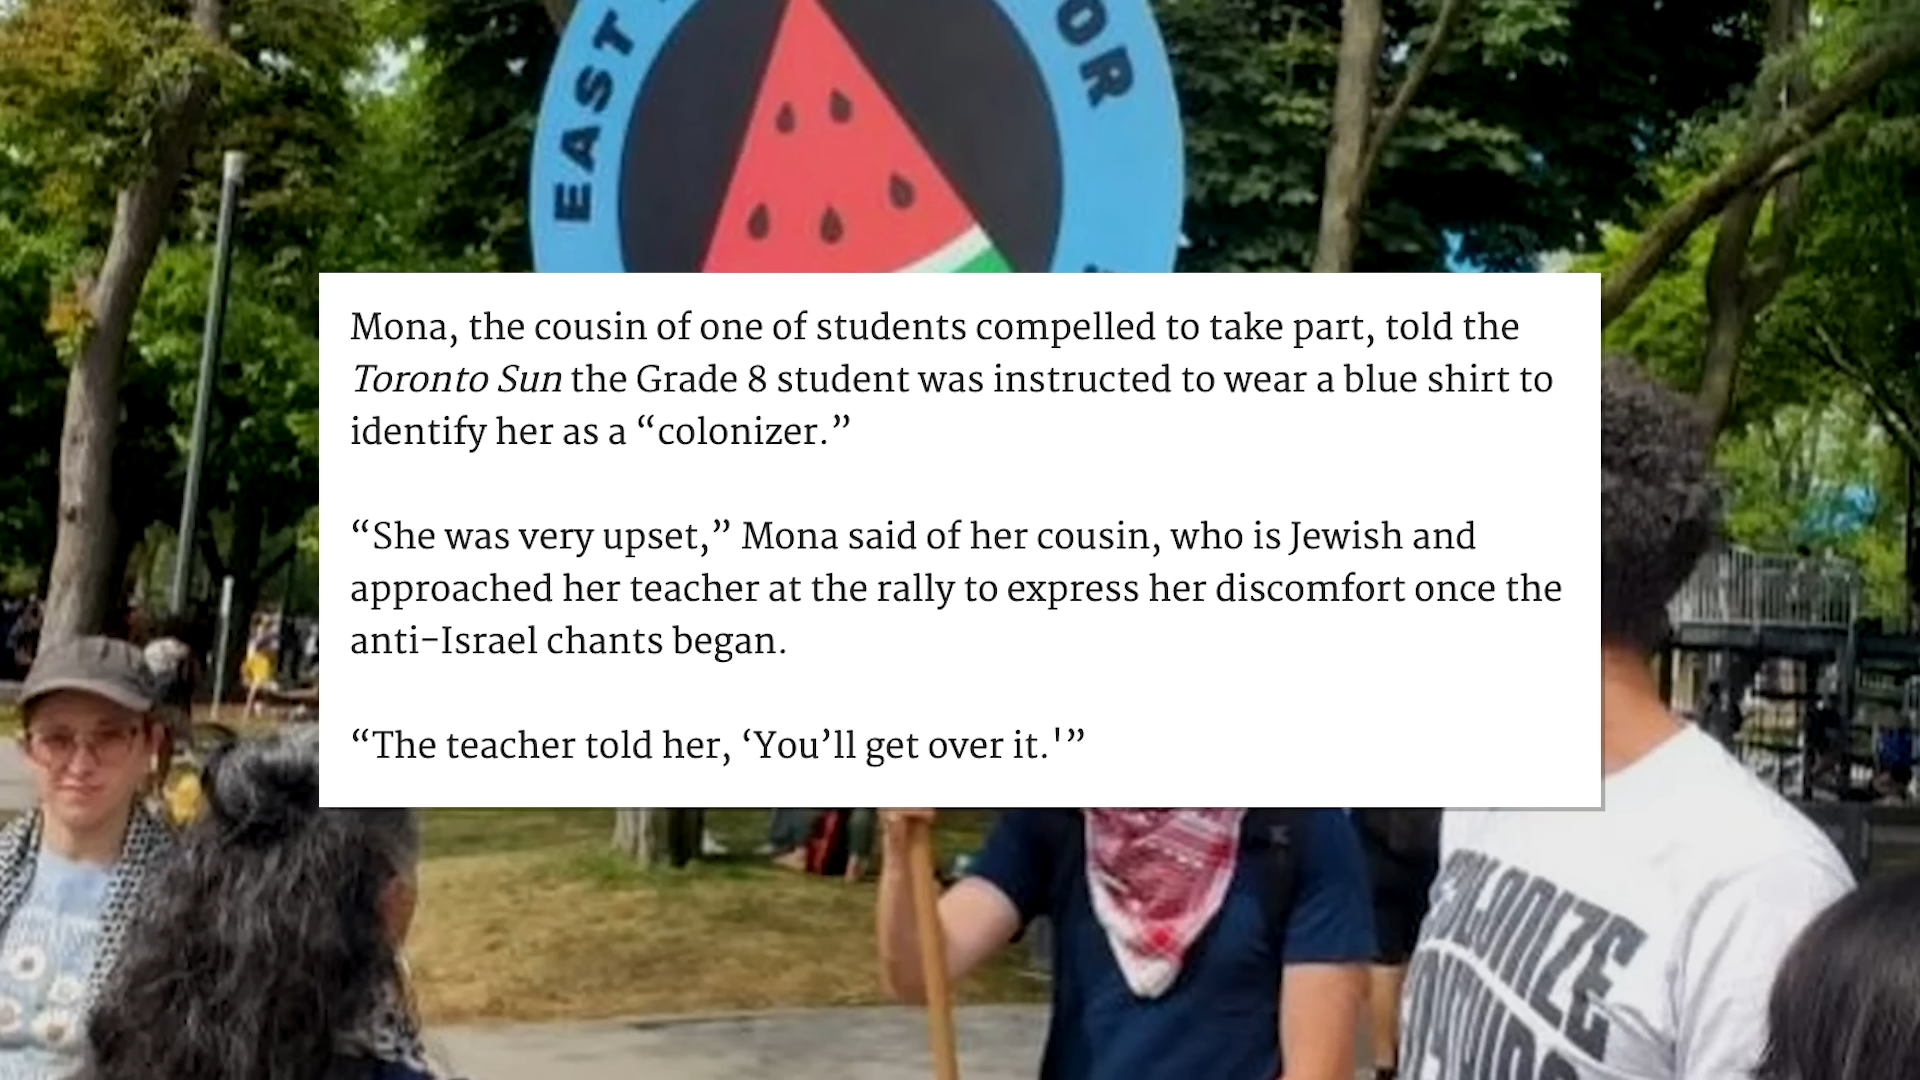 EAST
FOR
Mona, the cousin of one of students compelled to take part, told the
Toronto Sun the Grade 8 student was instructed to wear a blue shirt to
identify her as a “colonizer.”
“She was very upset,” Mona said of her cousin, who is Jewish and
approached her teacher at the rally to express her discomfort once the
anti-Israel chants began.
“The teacher told her, ‘You’ll get over it.'”